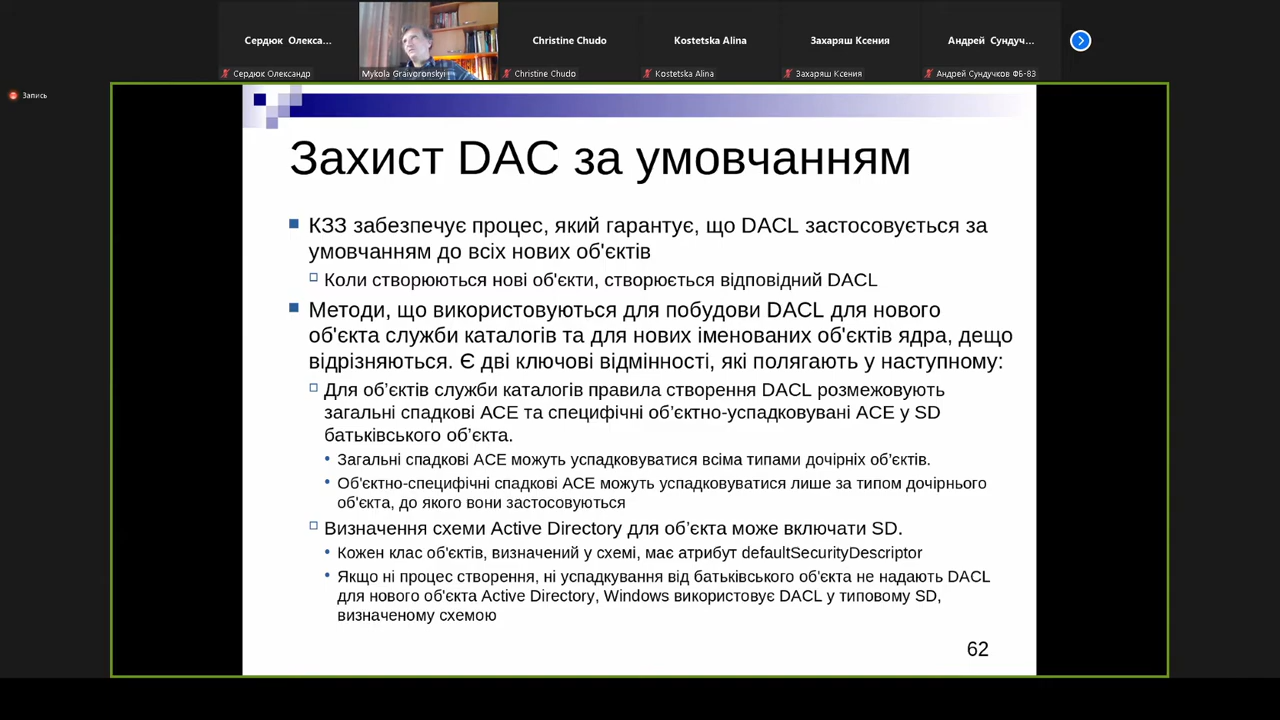 Сердюк Олекса...
Christine Chudo
Kostetska Alina
Захаряш Ксения
Андрей Сундуч...
Сердюк Олександр
Mykola Graivoronskyi
Christine Chudo
Kostetska Alina
Захаряш Ксения
Андрей Сундучков ФБ-83
Запись
Захист DAC за умовчанням
КЗЗ забезпечує процес, який гарантує, що DACL застосовується за
умовчанням до всіх нових об'єктів
Коли створюються нові об'єкти, створюється відповідний DACL
Методи, що використовуються для побудови DACL для нового
об'єкта служби каталогів та для нових іменованих об'єктів ядра, дещо
відрізняються. Є дві ключові відмінності, які полягають у наступному:
Для об’єктів служби каталогів правила створення DACL розмежовують
загальні спадкові ACE та специфічні об’єктно-успадковувані ACE у SD
батьківського об’єкта.
Загальні спадкові ACE можуть успадковуватися всіма типами дочірніх об’єктів.
Об'єктно-специфічні спадкові ACE можуть успадковуватися лише за типом дочірнього
об'єкта, до якого вони застосовуються
Визначення схеми Active Directory для об’єкта може включати SD.
Кожен клас об'єктів, визначений у схемі, має атрибут defaultSecurityDescriptor
Якщо ні процес створення, ні успадкування від батьківського об'єкта не надають DACL
для нового об'єкта Active Directory, Windows використовує DACL у типовому SD,
визначеному схемою
62